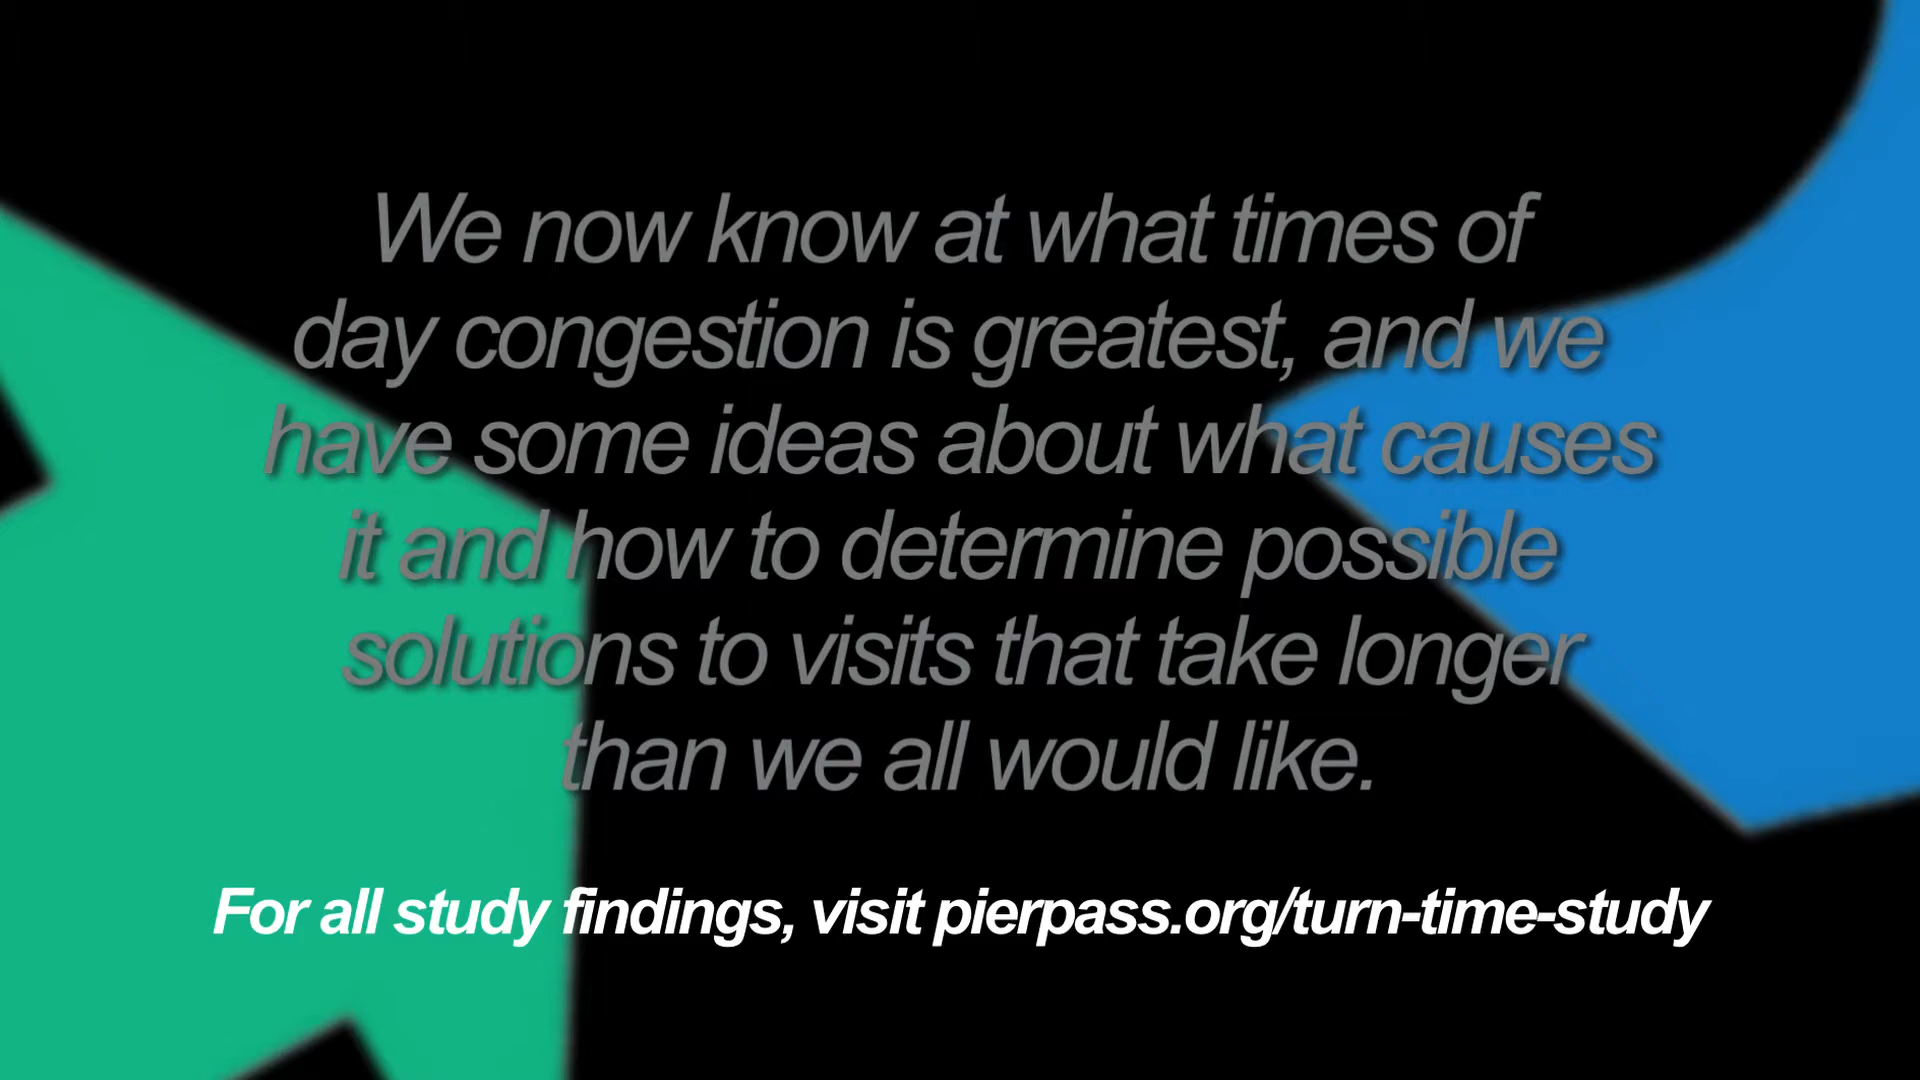 We now know at what times of
day congestion is greatest, and we
have some ideas about what causes
it and how to determine possible
solutions to visits that take longer
than we all would like.
For all study findings, visit pierpass.org/turn-time-study